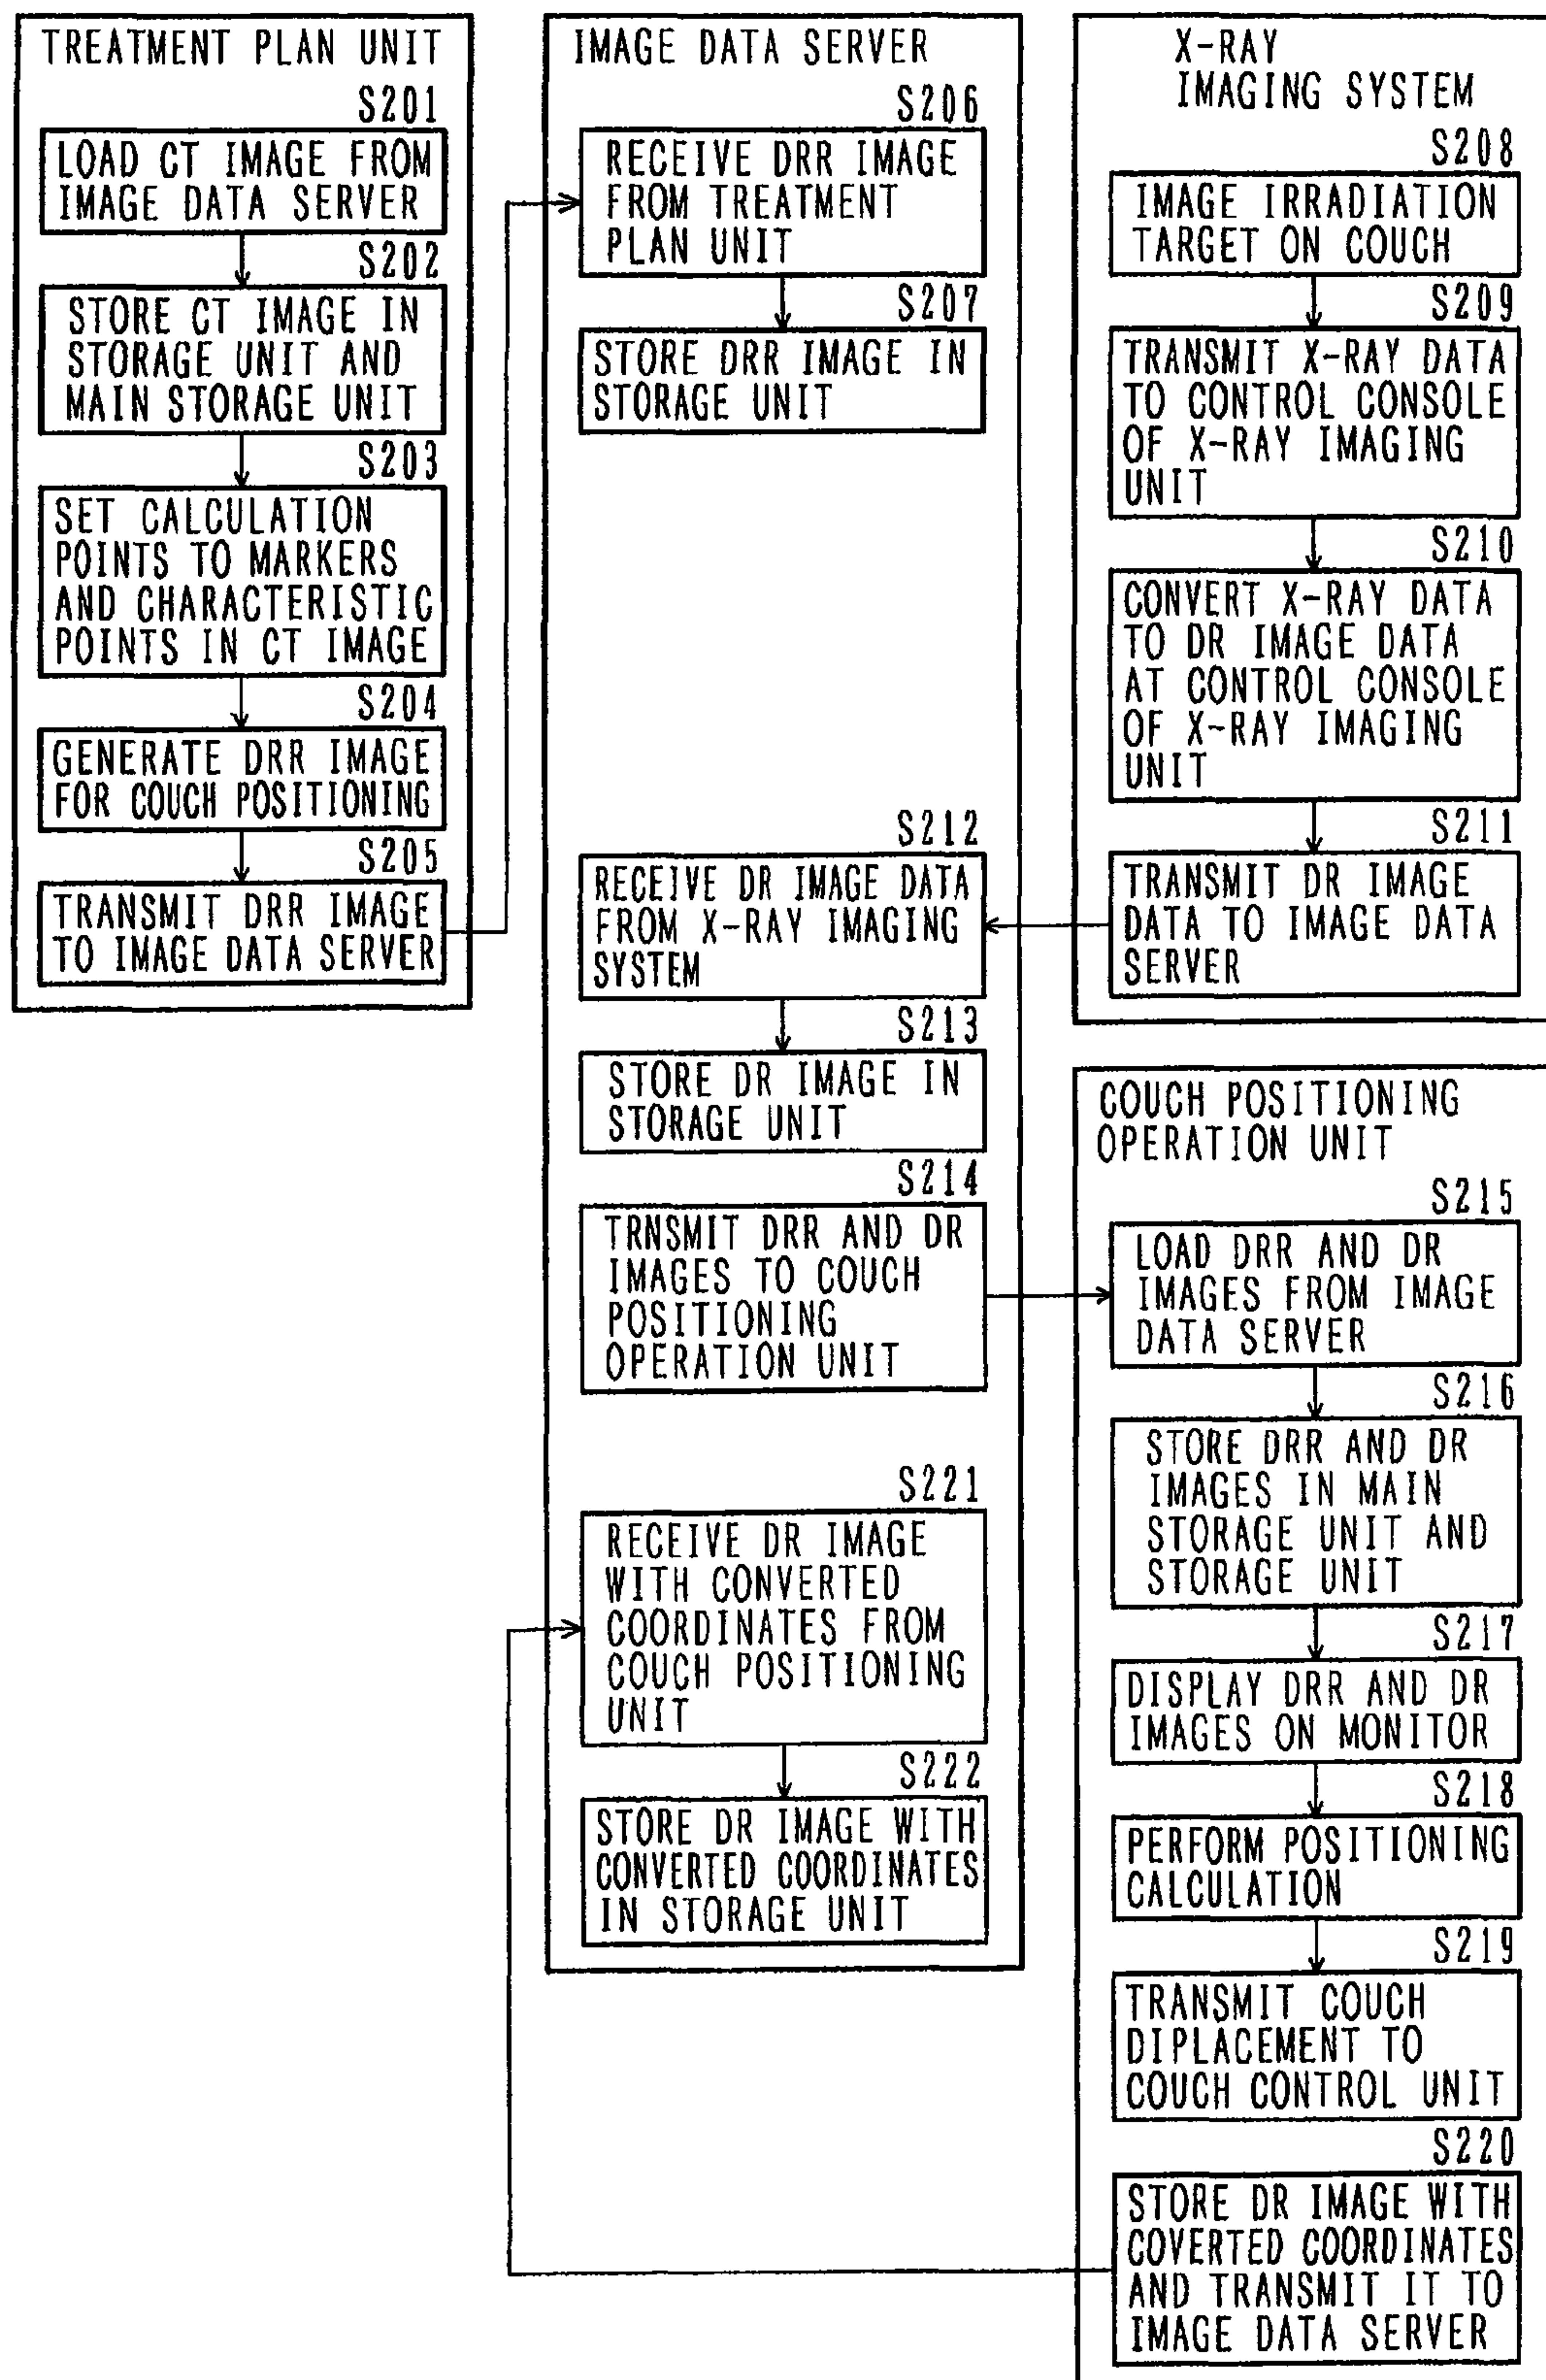 TREATMENT PLAN UNIT
S201
LOAD CT IMAGE FROM
IMAGE DATA SERVER
S202
STORE CT IMAGE IN
STORAGE UNIT AND
MAIN STORAGE UNIT
S203
SET CALCULATION
POINTS TO MARKERS
AND CHARACTERISTIC
POINTS IN CT IMAGE
S204
GENERATE DRR IMAGE
FOR COUCH POSITIONING
S205
TRANSMIT DRR IMAGE
TO IMAGE DATA SERVER
IMAGE DATA SERVER
S206
RECEIVE DRR IMAGE
FROM TREATMENT
PLAN UNIT
S207
STORE DRR IMAGE IN
STORAGE UNIT
S212
RECEIVE DR IMAGE DATA
FROM X-RAY IMAGING
SYSTEM
S213
STORE DR IMAGE IN
STORAGE UNIT
S214
TRNSMIT DRR AND DR
IMAGES TO COUCH
POSITIONING
OPERATION UNIT
S221
RECEIVE DR IMAGE
WITH CONVERTED
COORDINATES FROM
COUCH POSITIONING
UNIT
S222
STORE DR IMAGE WITH
CONVERTED COORDINATES
IN STORAGE UNIT
X-RAY
IMAGING SYSTEM
S208
IMAGE IRRADIATION
TARGET ON COUCH
S209
TRANSMIT X-RAY DATA
TO CONTROL CONSOLE
OF X-RAY IMAGING
UNIT
S210
CONVERT X-RAY DATA
TO DR IMAGE DATA
AT CONTROL CONSOLE
OF X-RAY IMAGING
UNIT
S211
TRANSMIT DR IMAGE
DATA TO IMAGE DATA
SERVER
COUCH POSITIONING
OPERATION UNIT
S215
LOAD DRR AND DR
IMAGES FROM IMAGE
DATA SERVER
S216
STORE DRR AND DR
IMAGES IN MAIN
STORAGE UNIT AND
STORAGE UNIT
S217
DISPLAY DRR AND DR
IMAGES ON MONITOR
S218
PERFORM POSITIONING
CALCULATION
S219
TRANSMIT COUCH
DIPLACEMENT TO
COUCH CONTROL UNIT
S220
STORE DR IMAGE WITH
COVERTED COORDINATES
AND TRANSMIT IT TO
IMAGE DATA SERVER